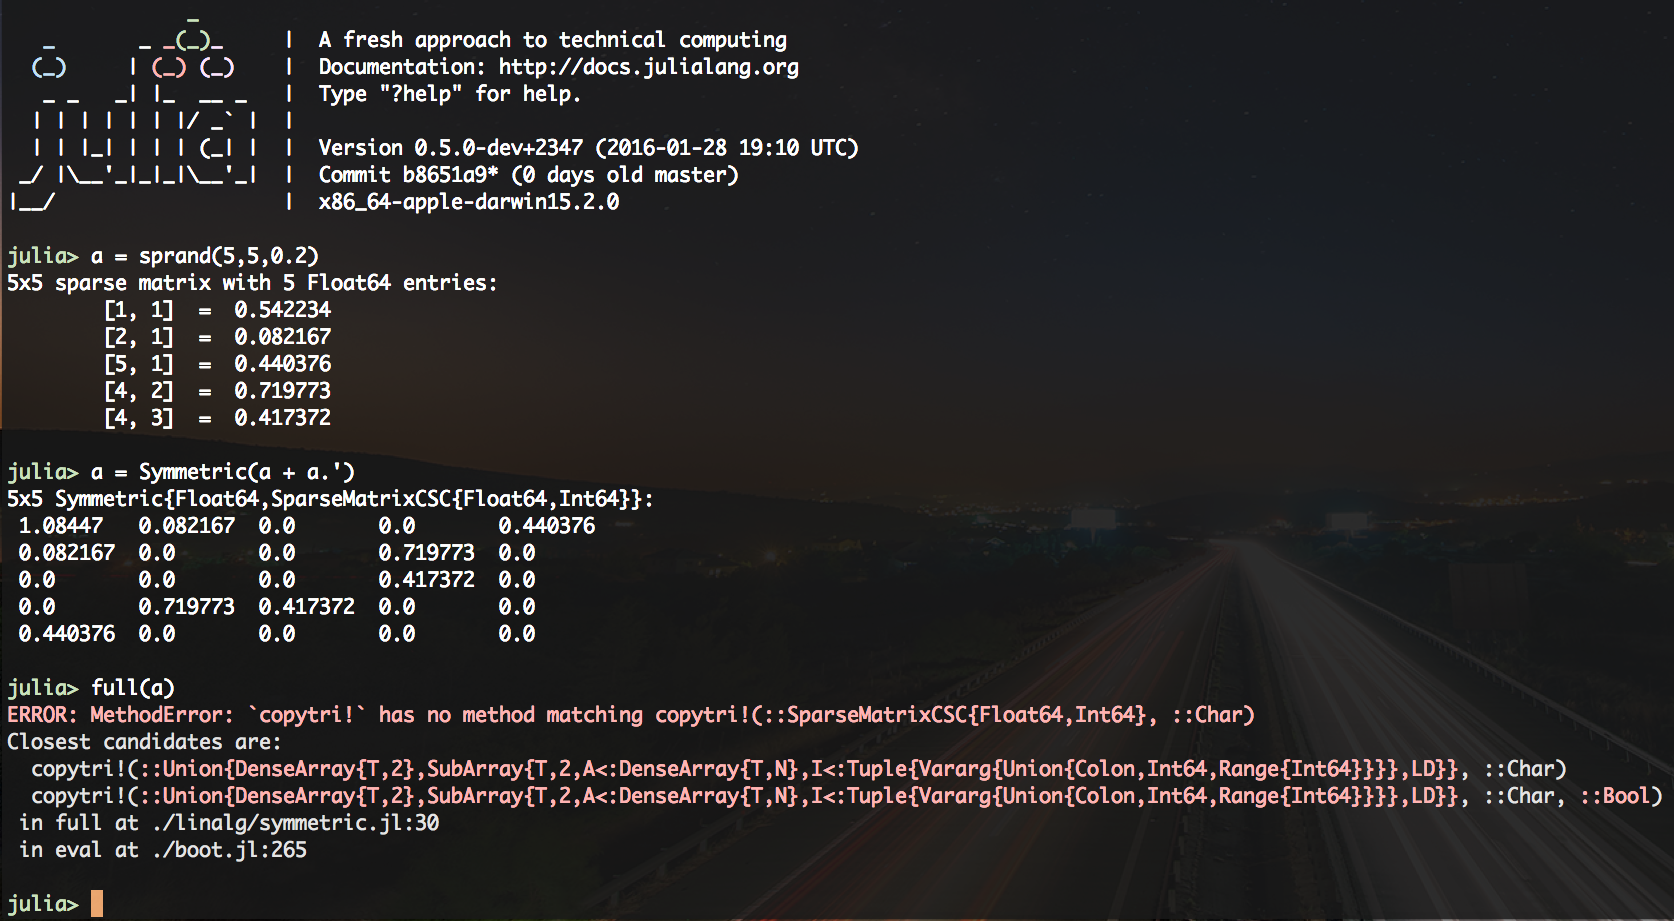 _
   _       _ _(_)_     |  A fresh approach to technical computing
  (_)     | (_) (_)    |  Documentation: http://docs.julialang.org
   _ _   _| |_  __ _   |  Type "?help" for help.
  | | | | | | |/ _` |  |
  | | |_| | | | (_| |  |  Version 0.5.0-dev+2347 (2016-01-28 19:10 UTC)
 _/ |\__'_|_|_|\__'_|  |  Commit b8651a9* (0 days old master)
|__/                   |  x86_64-apple-darwin15.2.0

julia> a = sprand(5,5,0.2)
5x5 sparse matrix with 5 Float64 entries:
        [1, 1]  =  0.542234
        [2, 1]  =  0.082167
        [5, 1]  =  0.440376
        [4, 2]  =  0.719773
        [4, 3]  =  0.417372

julia> a = Symmetric(a + a.')
5x5 Symmetric{Float64,SparseMatrixCSC{Float64,Int64}}:
 1.08447   0.082167  0.0       0.0       0.440376
 0.082167  0.0       0.0       0.719773  0.0
 0.0       0.0       0.0       0.417372  0.0
 0.0       0.719773  0.417372  0.0       0.0
 0.440376  0.0       0.0       0.0       0.0

julia> full(a)
ERROR: MethodError: `copytri!` has no method matching copytri!(::SparseMatrixCSC{Float64,Int64}, ::Char)
Closest candidates are:
  copytri!(::Union{DenseArray{T,2},SubArray{T,2,A<:DenseArray{T,N},I<:Tuple{Vararg{Union{Colon,Int64,Range{Int64}}}},LD}}, ::Char)
  copytri!(::Union{DenseArray{T,2},SubArray{T,2,A<:DenseArray{T,N},I<:Tuple{Vararg{Union{Colon,Int64,Range{Int64}}}},LD}}, ::Char, ::Bool)
 in full at ./linalg/symmetric.jl:30
 in eval at ./boot.jl:265

julia>